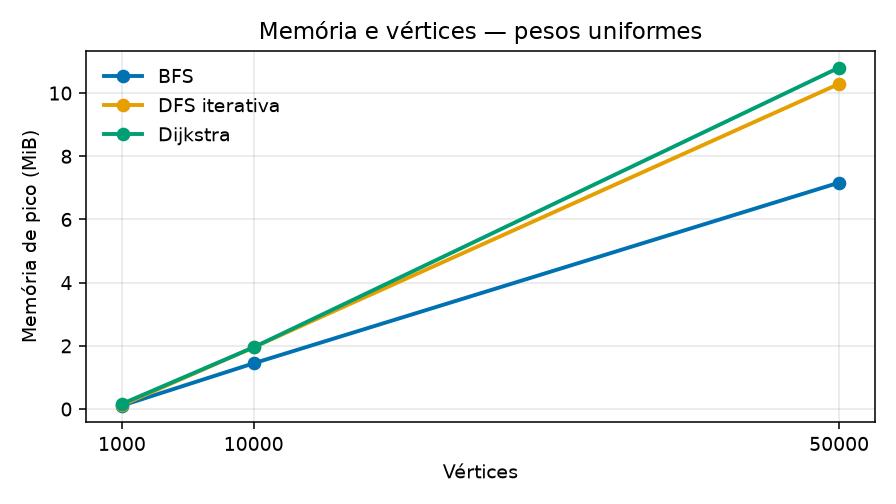 Memória e vértices — pesos uniformes
BFS
DFS iterativa
Dijkstra
Memória de pico (MiB)
10
8
6
4
2
0
1000
10000
50000
Vértices